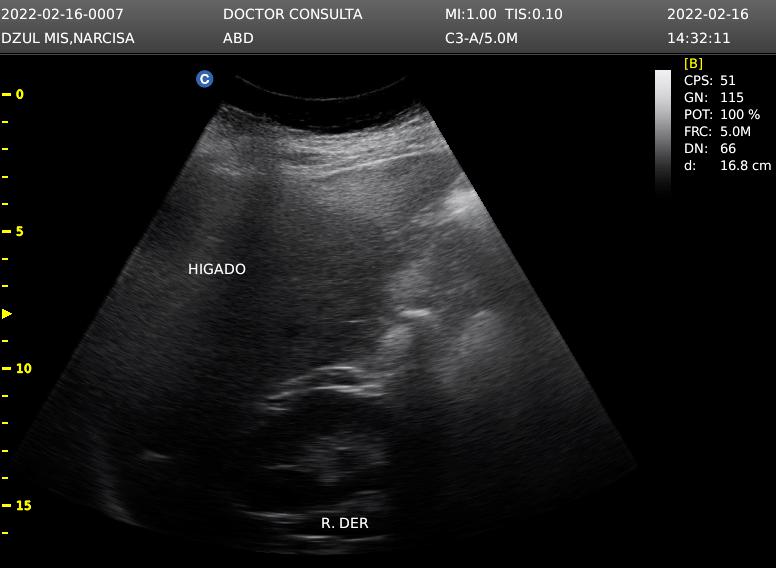 2022-02-16-0007 DOCTOR CONSULTA MI:1.00 TIS:0.10 2022-02-16
DZUL MIS,NARCISA ABD C3-A/5.0M 14:32:11
C
[B]
CPS: 51
GN: 115
POT: 100 %
FRC: 5.0M
DN: 66
d: 16.8 cm
0
5
HIGADO
10
15
R. DER